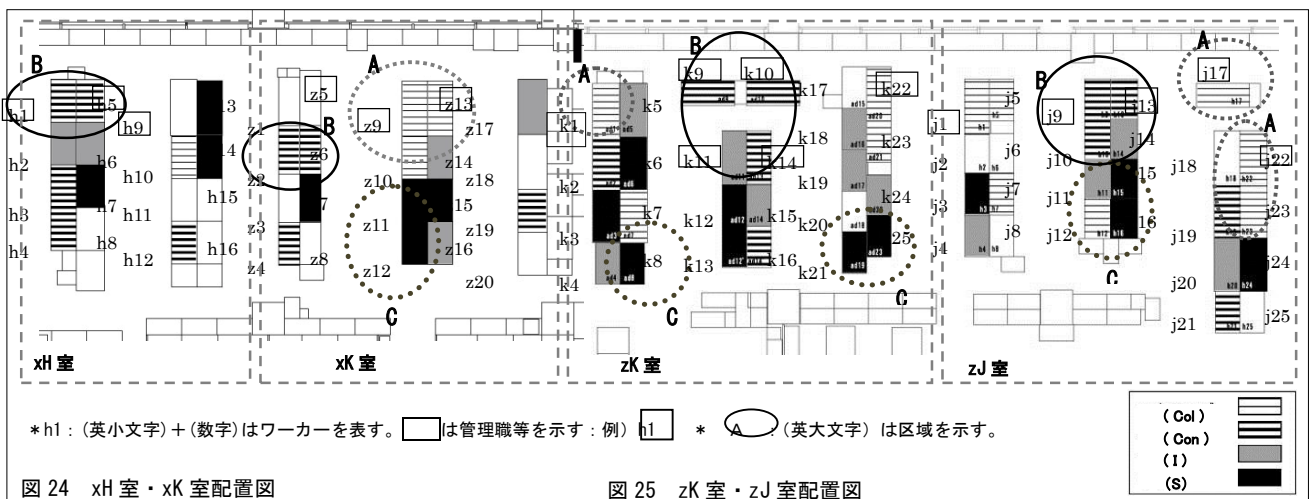 B
h1
h5
h9
h2
h6
h10
h3
h7
h11
h4
h8
h12
13
14
h15
h16
xH 室
A
B
z5
z9
z13
z1
z6
z17
z14
z2
z10
z18
7
z11
15
z3
z16
z19
z8
z12
z4
z20
C
xK 室
A
B
k9
k10
k17
k22
k5
k1
k18
k23
k6
k11
k14
k2
k19
k24
k7
k12
k15
k20
25
k3
k8
k13
k16
k21
k4
C
C
zK 室
A
B
j17
j5
j9
j13
j1
j6
j14
A
j22
j10
j18
j2
15
j7
j11
j23
j3
16
j8
j12
j19
j4
j24
j20
C
j21
j25
zJ 室
*h1：(英小文字)＋(数字)はワーカーを表す。
は管理職等を示す：例) h1
* A：(英大文字) は区域を示す。
(Col)
(Con)
(I)
(S)
図 24 xH 室・xK 室配置図
図 25 zK 室・zJ 室配置図